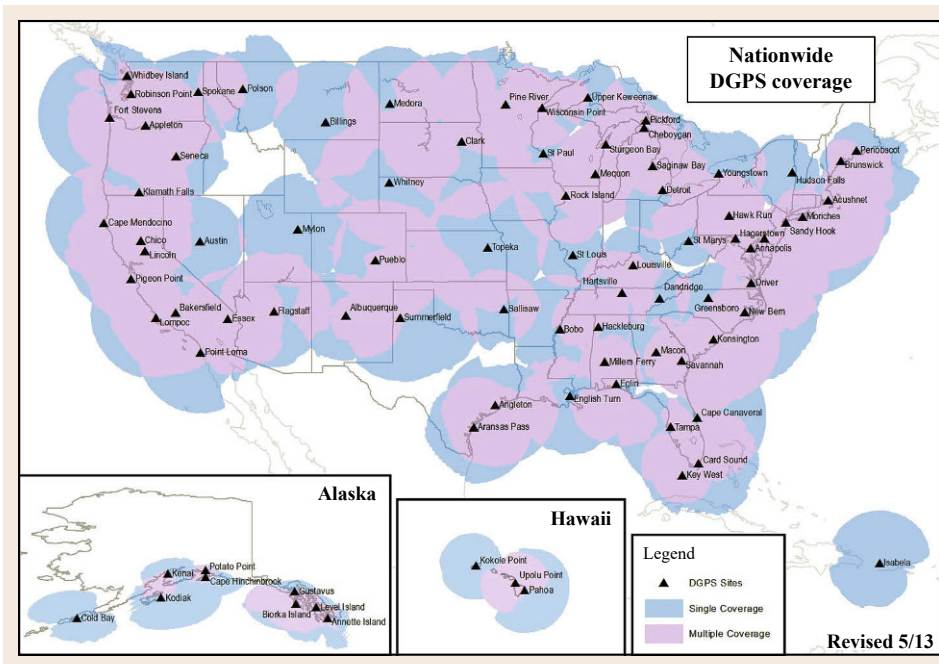 Nationwide
DGPS coverage
Whidbey Island
Robinson Point
Spokane
Polson
Fort Stevens
Appleton
Seneca
Klamath Falls
Billings
Medora
Clark
Whitney
Pine River
Wisconsin Point
Upper Keweenaw
Pickford
Cheboygan
Sturgeon Bay
St Paul
Saginaw Bay
Mequon
Detroit
Rock Island
Youngstown
Hudson Falls
Penobscot
Brunswick
Acushnet
Moriches
Sandy Hook
Hawk Run
Hagerstown
Annapolis
St Marys
Cape Mendocino
Chico
Lincoln
Austin
Myton
Pueblo
Topeka
St Louis
Louisville
Hartsville
Dandridge
Driver
Greensboro
New Bern
Pigeon Point
Bakersfield
Lompoc
Essex
Flagstaff
Albuquerque
Summerfield
Sallisaw
Bobo
Hackleburg
Kensington
Macon
Savannah
Millers Ferry
Point Loma
Eglin
English Turn
Angleton
Aransas Pass
Cape Canaveral
Tampa
Card Sound
Key West
Alaska
Potato Point
Kenai
Cape Hinchinbrook
Kodiak
Cold Bay
Gustavus
Biorka Island
Level Island
Annette Island
Hawaii
Kokole Point
Upolu Point
Pahoa
Isabela
Legend
DGPS Sites
Single Coverage
Multiple Coverage
Revised 5/13